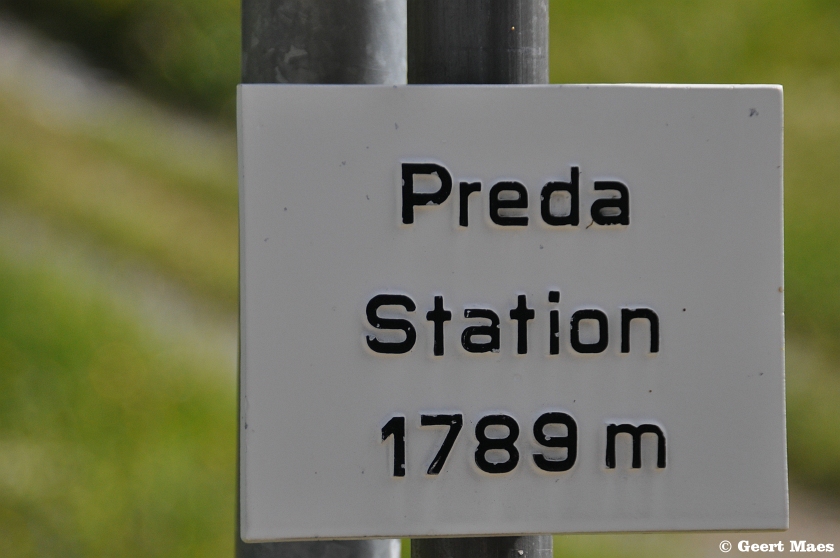 Preda
Station
1789 m
© Geert Maes